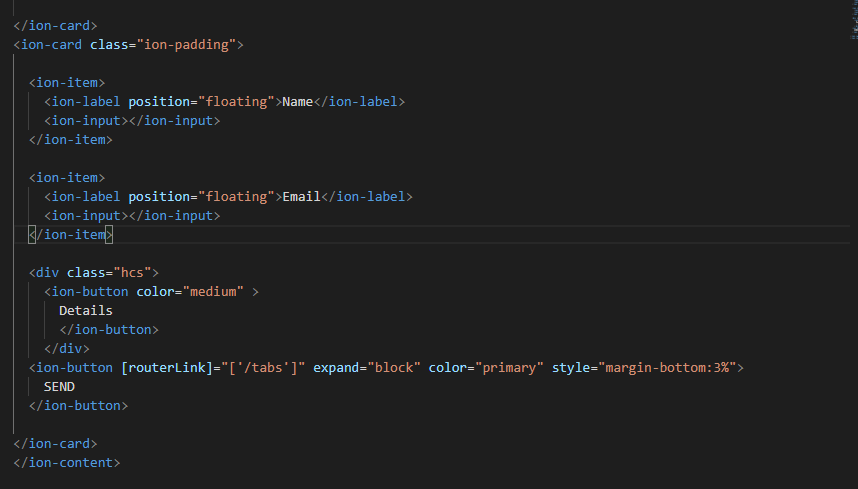 </ion-card>
<ion-card class="ion-padding">
<ion-item>
<ion-label position="floating">Name</ion-label>
<ion-input></ion-input>
</ion-item>
<ion-item>
<ion-label position="floating">Email</ion-label>
<ion-input></ion-input>
</ion-item>
<div class="hcs">
<ion-button color="medium" >
Details
</ion-button>
</div>
<ion-button [routerLink]="['/tabs']" expand="block" color="primary" style="margin-bottom:3%">
SEND
</ion-button>
</ion-card>
</ion-content>